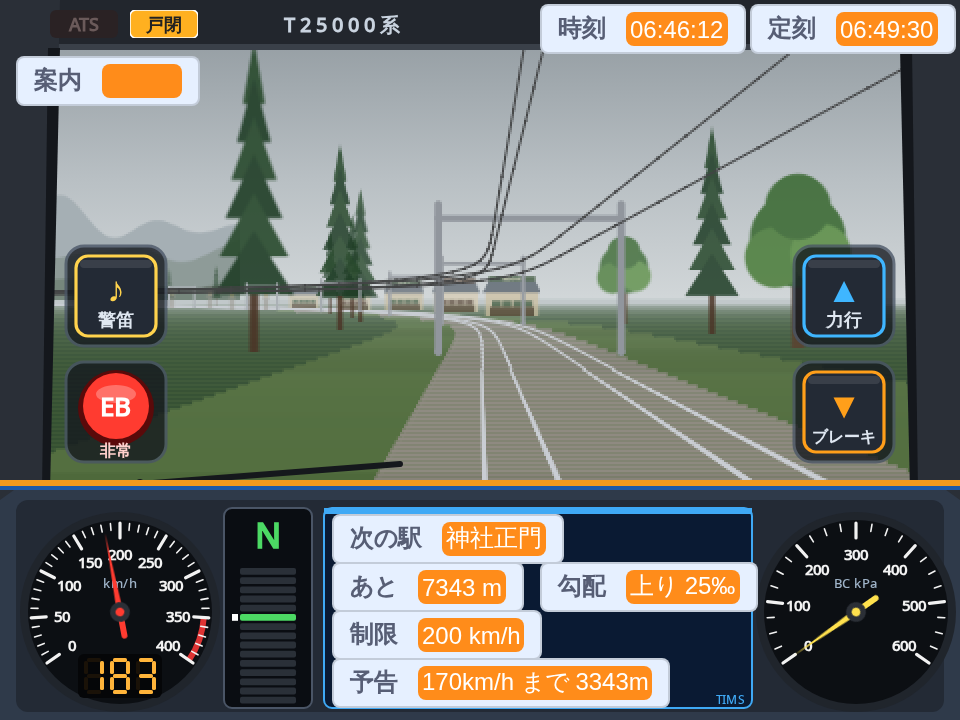 ATS 戸閉 T25000系 時刻 06:46:12 定刻 06:49:30
案内
♪ 警笛
EB 非常
▲ 力行
▼ ブレーキ
0 50 100 150 200 250 300 350 400
km/h
183
N
次の駅 神社正門
あと 7343 m 勾配 上り 25‰
制限 200 km/h
予告 170km/h まで 3343m
TIMS
0 100 200 300 400 500 600
BC kPa